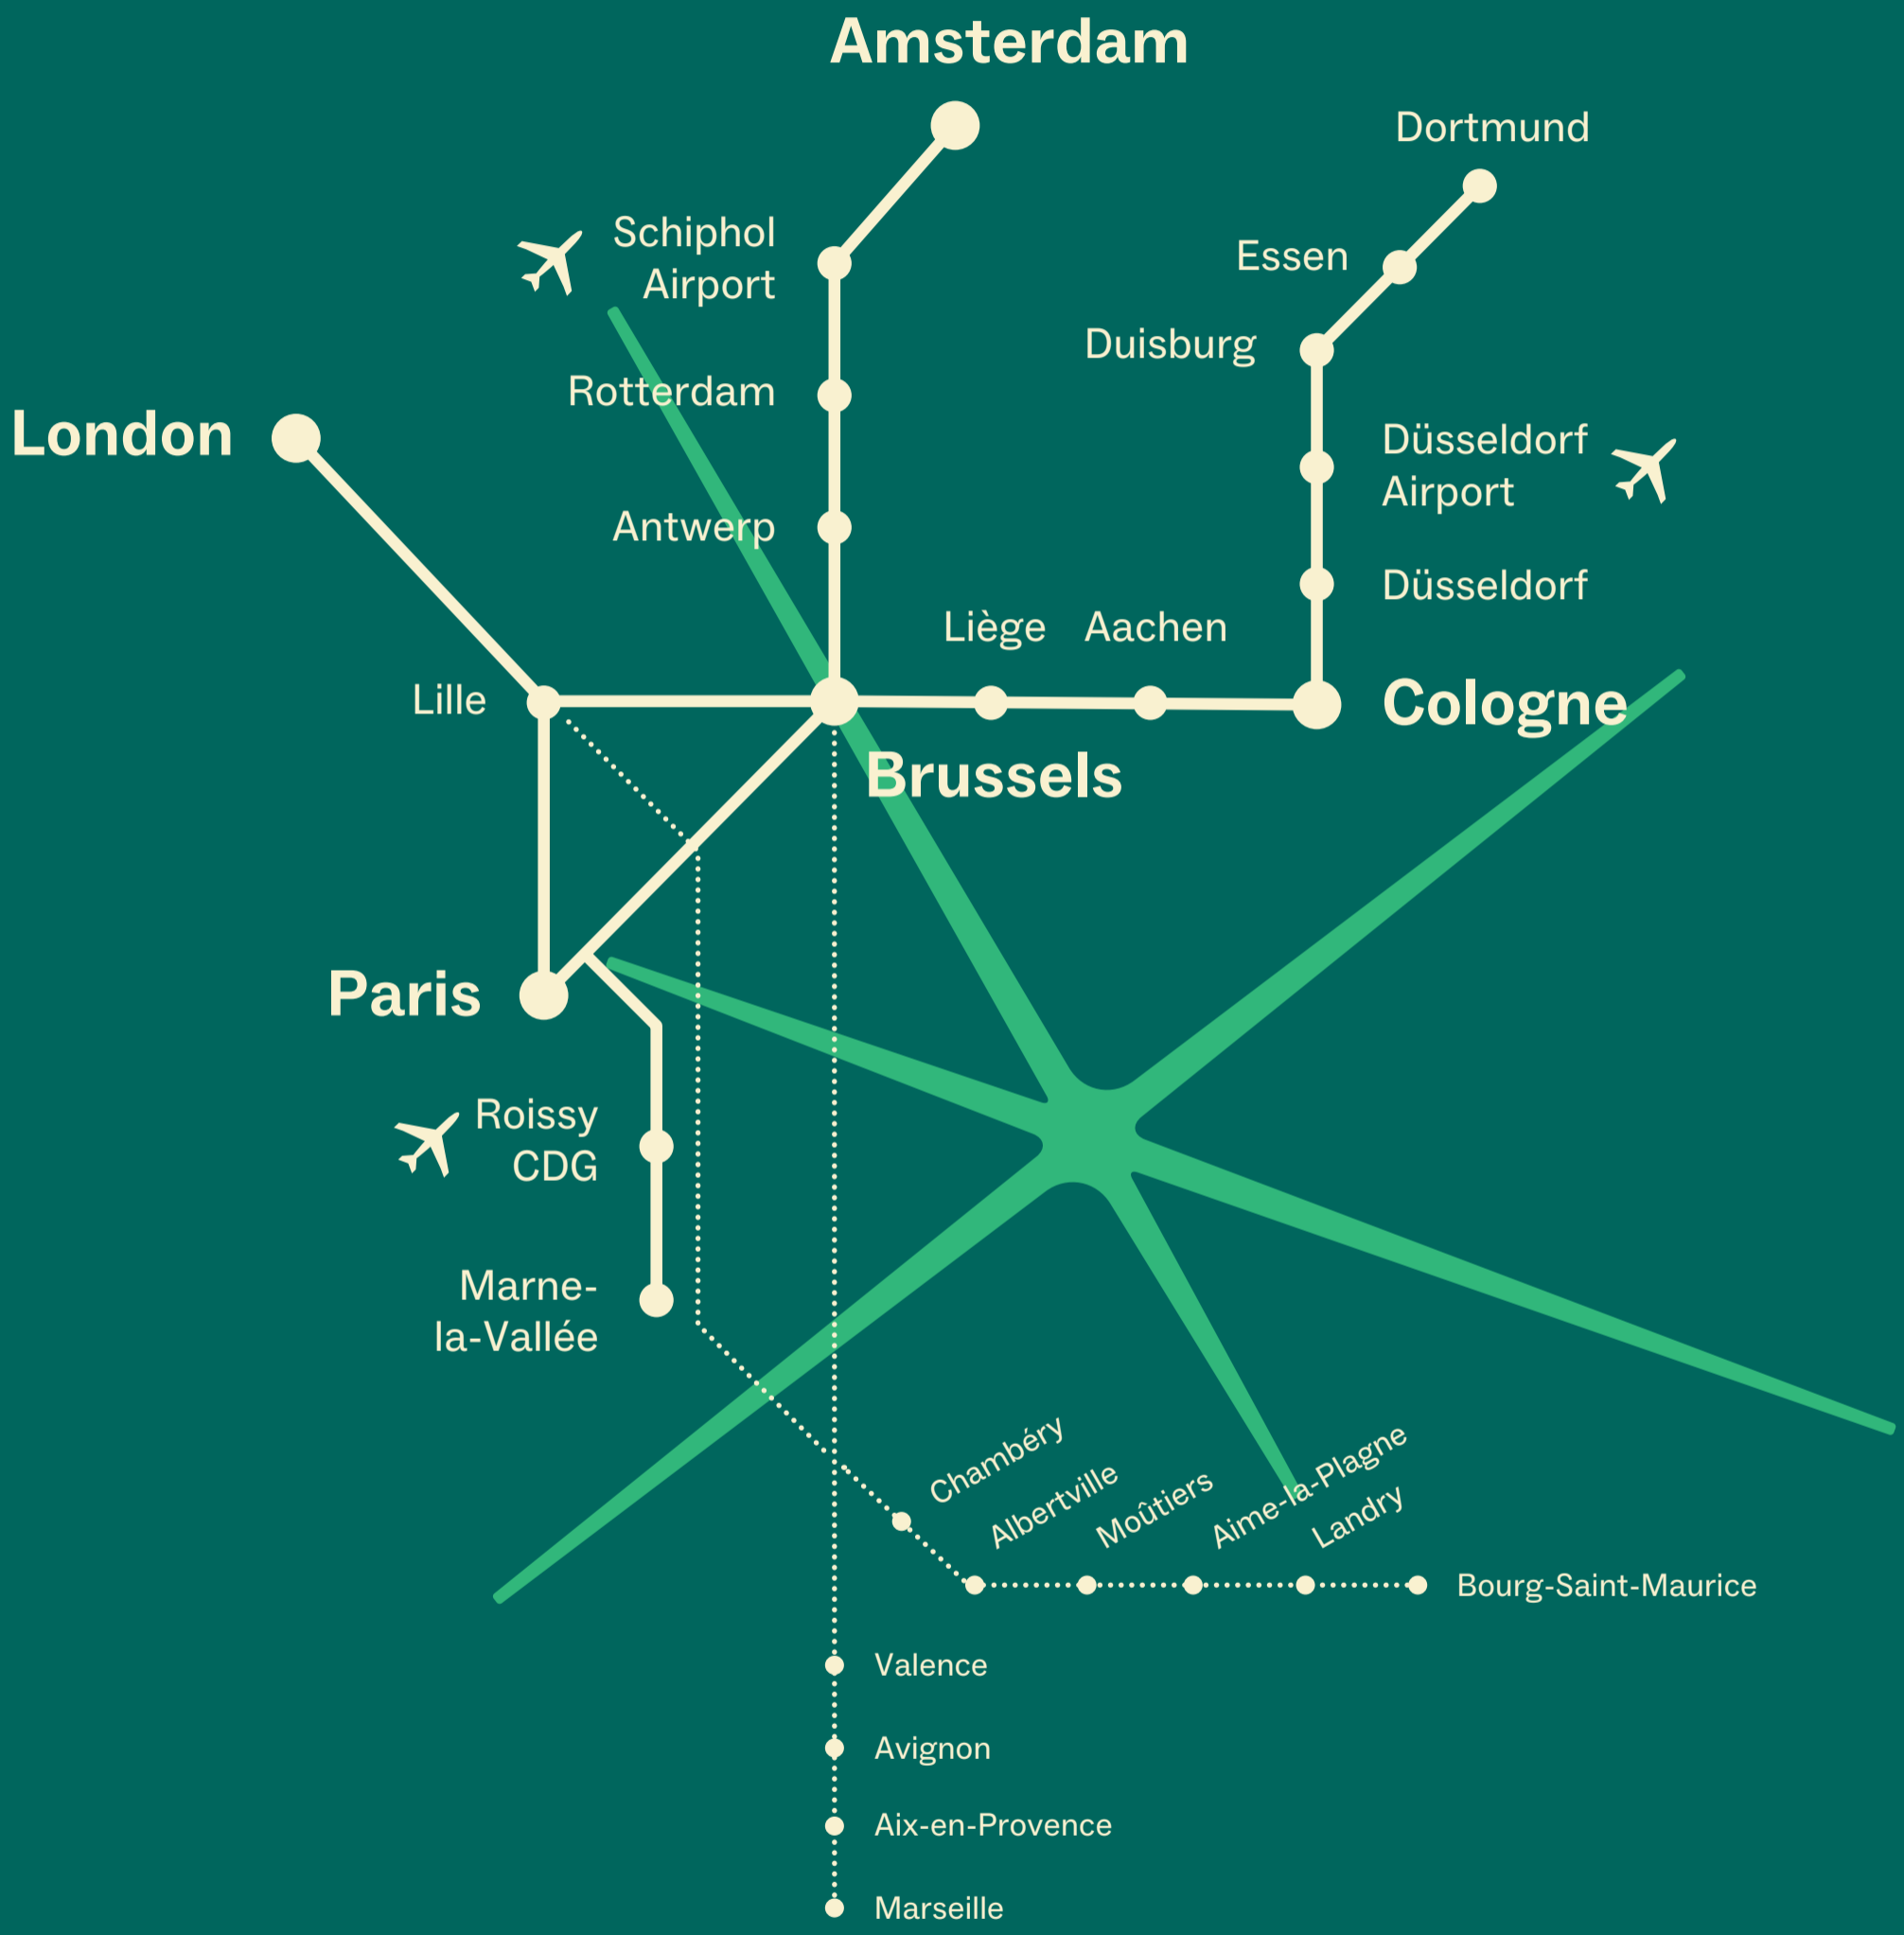 Amsterdam
Dortmund
Schiphol
Airport
Essen
Duisburg
Rotterdam
London
Düsseldorf
Airport
Antwerp
Düsseldorf
Liège
Aachen
Lille
Cologne
Brussels
Paris
Roissy
CDG
Marne-
la-Vallée
Chambéry
Albertville
Moûtiers
Aime-la-Plagne
Landry
Bourg-Saint-Maurice
Valence
Avignon
Aix-en-Provence
Marseille